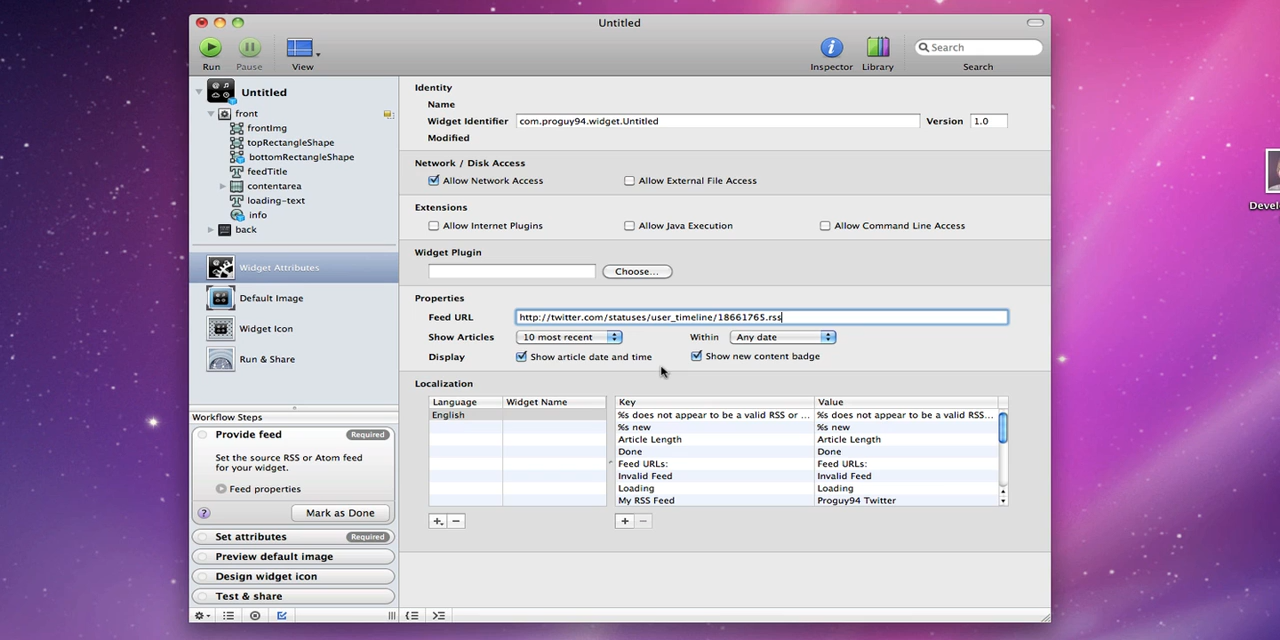 Untitled
Run
Pause
View
Inspector
Library
Search
Search
Untitled
front
frontImg
topRectangleShape
bottomRectangleShape
feedTitle
contentarea
loading-text
info
back
Widget Attributes
Default Image
Widget Icon
Run & Share
Workflow Steps
Provide feed Required
Set the source RSS or Atom feed
for your widget.
Feed properties
? Mark as Done
Set attributes Required
Preview default image
Design widget icon
Test & share
Identity
Name
Widget Identifier com.proguy94.widget.Untitled Version 1.0
Modified
Network / Disk Access
Allow Network Access Allow External File Access
Extensions
Allow Internet Plugins Allow Java Execution Allow Command Line Access
Widget Plugin
Choose...
Properties
Feed URL http://twitter.com/statuses/user_timeline/18661765.rss
Show Articles 10 most recent Within Any date
Display Show article date and time Show new content badge
Localization
Language Widget Name
English
Key Value
%s does not appear to be a valid RSS or ... %s does not appear to be a valid RSS...
%s new %s new
Article Length Article Length
Done Done
Feed URLs: Feed URLs:
Invalid Feed Invalid Feed
Loading Loading
My RSS Feed Proguy94 Twitter